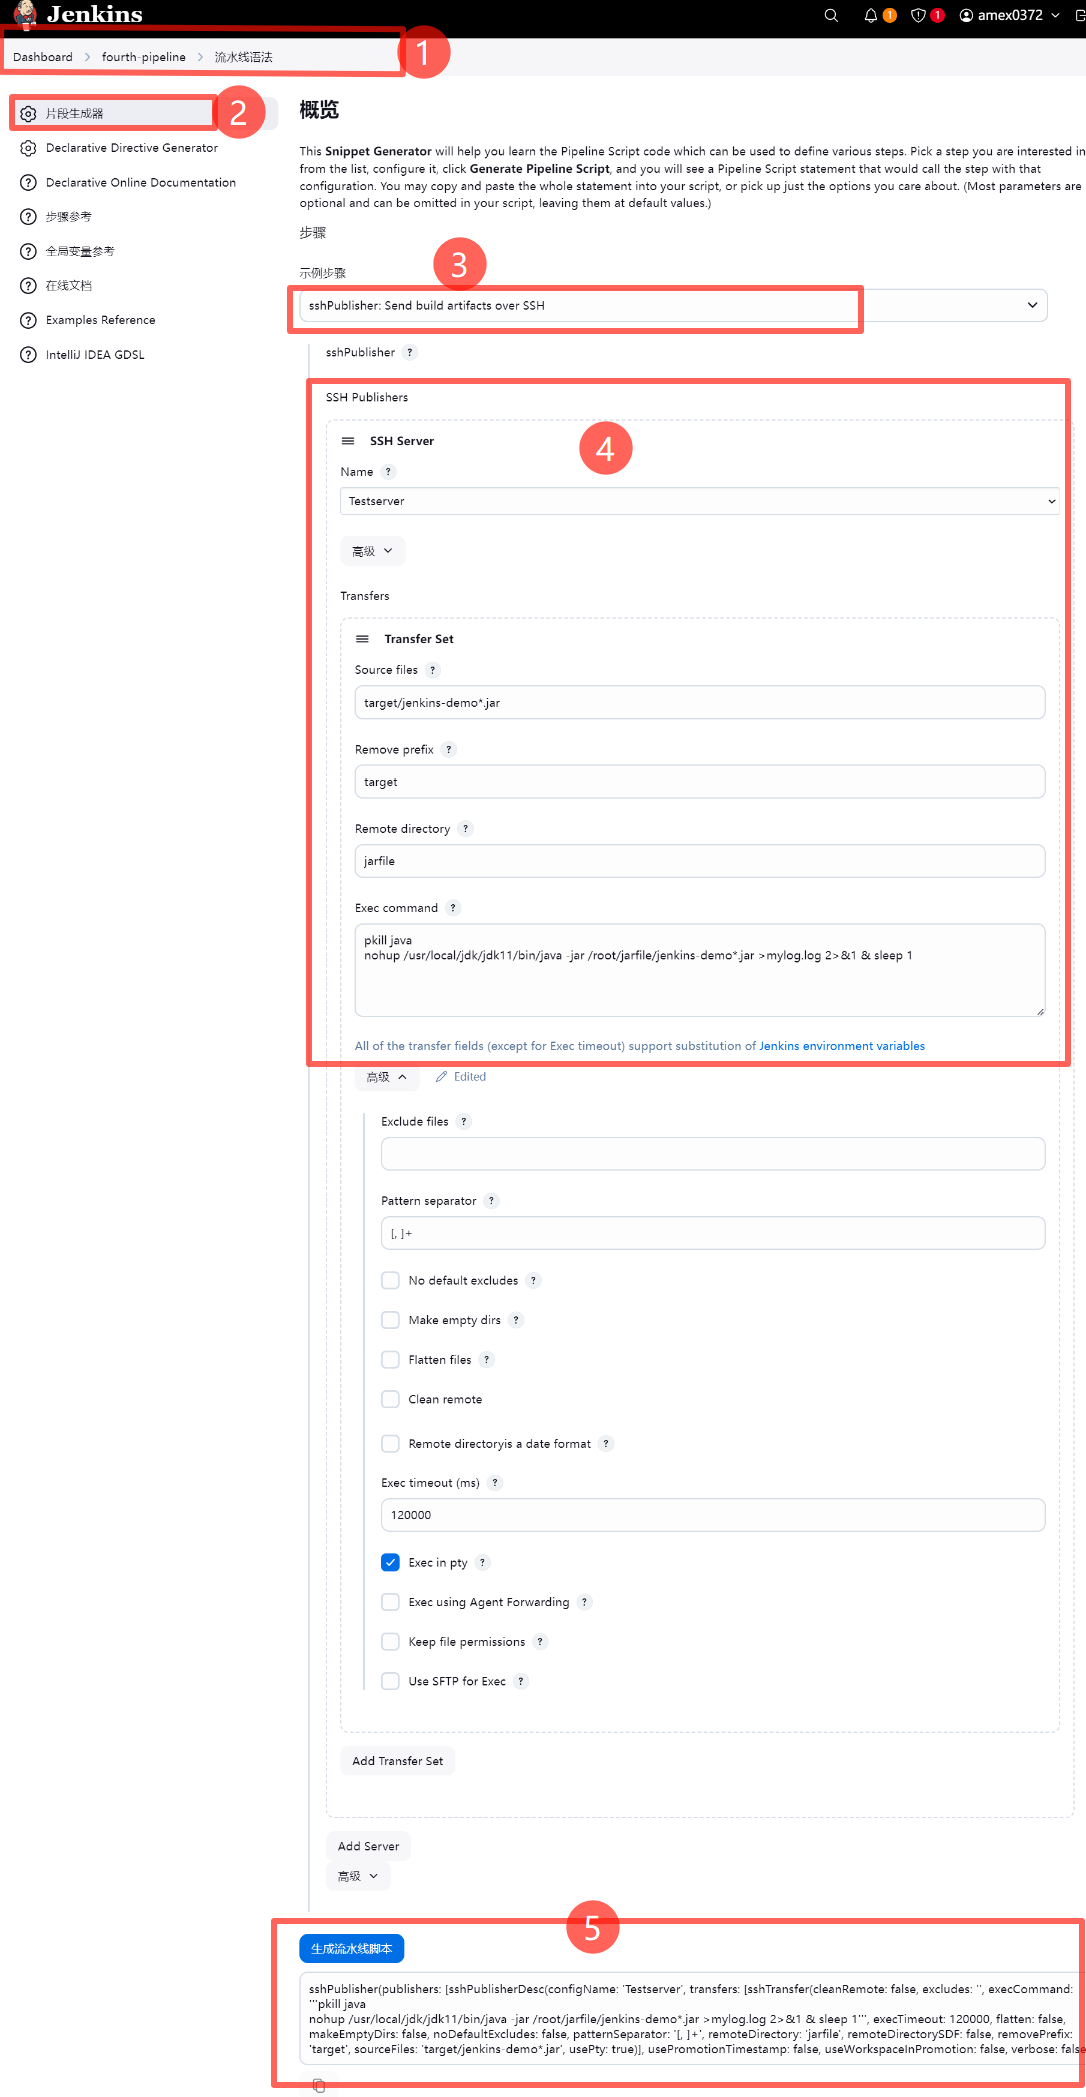 Jenkins
1
1
amex0372
Dashboard > fourth-pipeline > 流水线语法
1
片段生成器
2
Declarative Directive Generator
Declarative Online Documentation
步骤参考
全局变量参考
在线文档
Examples Reference
IntelliJ IDEA GDSL
概览
This Snippet Generator will help you learn the Pipeline Script code which can be used to define various steps. Pick a step you are interested in
from the list, configure it, click Generate Pipeline Script, and you will see a Pipeline Script statement that would call the step with that
configuration. You may copy and paste the whole statement into your script, or pick up just the options you care about. (Most parameters are
optional and can be omitted in your script, leaving them at default values.)
步骤
3
示例步骤
sshPublisher: Send build artifacts over SSH
sshPublisher ?
SSH Publishers
SSH Server
4
Name ?
Testserver
高级
Transfers
Transfer Set
Source files ?
target/jenkins-demo*.jar
Remove prefix ?
target
Remote directory ?
jarfile
Exec command ?
pkill java
nohup /usr/local/jdk/jdk11/bin/java -jar /root/jarfile/jenkins-demo*.jar >mylog.log 2>&1 & sleep 1
All of the transfer fields (except for Exec timeout) support substitution of Jenkins environment variables
高级 Edited
Exclude files ?
Pattern separator ?
[, ]+
No default excludes ?
Make empty dirs ?
Flatten files ?
Clean remote
Remote directoryis a date format ?
Exec timeout (ms) ?
120000
Exec in pty ?
Exec using Agent Forwarding ?
Keep file permissions ?
Use SFTP for Exec ?
Add Transfer Set
Add Server
高级
5
生成流水线脚本
sshPublisher(publishers: [sshPublisherDesc(configName: 'Testserver', transfers: [sshTransfer(cleanRemote: false, excludes: '', execCommand:
'''pkill java
nohup /usr/local/jdk/jdk11/bin/java -jar /root/jarfile/jenkins-demo*.jar >mylog.log 2>&1 & sleep 1''', execTimeout: 120000, flatten: false,
makeEmptyDirs: false, noDefaultExcludes: false, patternSeparator: '[, ]+', remoteDirectory: 'jarfile', remoteDirectorySDF: false, removePrefix:
'target', sourceFiles: 'target/jenkins-demo*.jar', usePty: true)], usePromotionTimestamp: false, useWorkspaceInPromotion: false, verbose: false